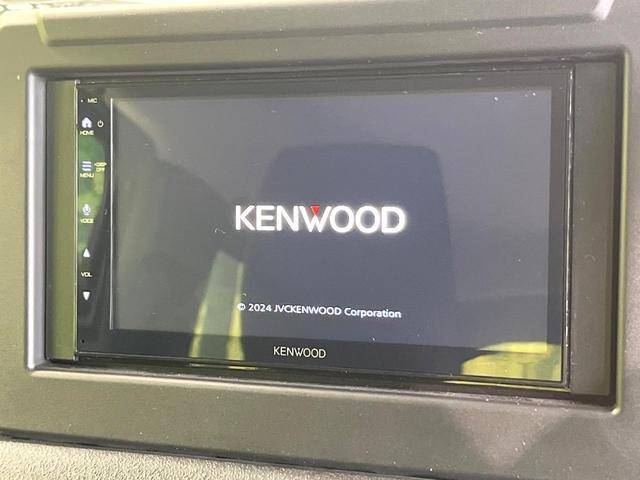 MIC
HOME
MENU
DISP
OFF
VOICE
VOL
KENWOOD
© 2024 JVCKENWOOD Corporation
KENWOOD